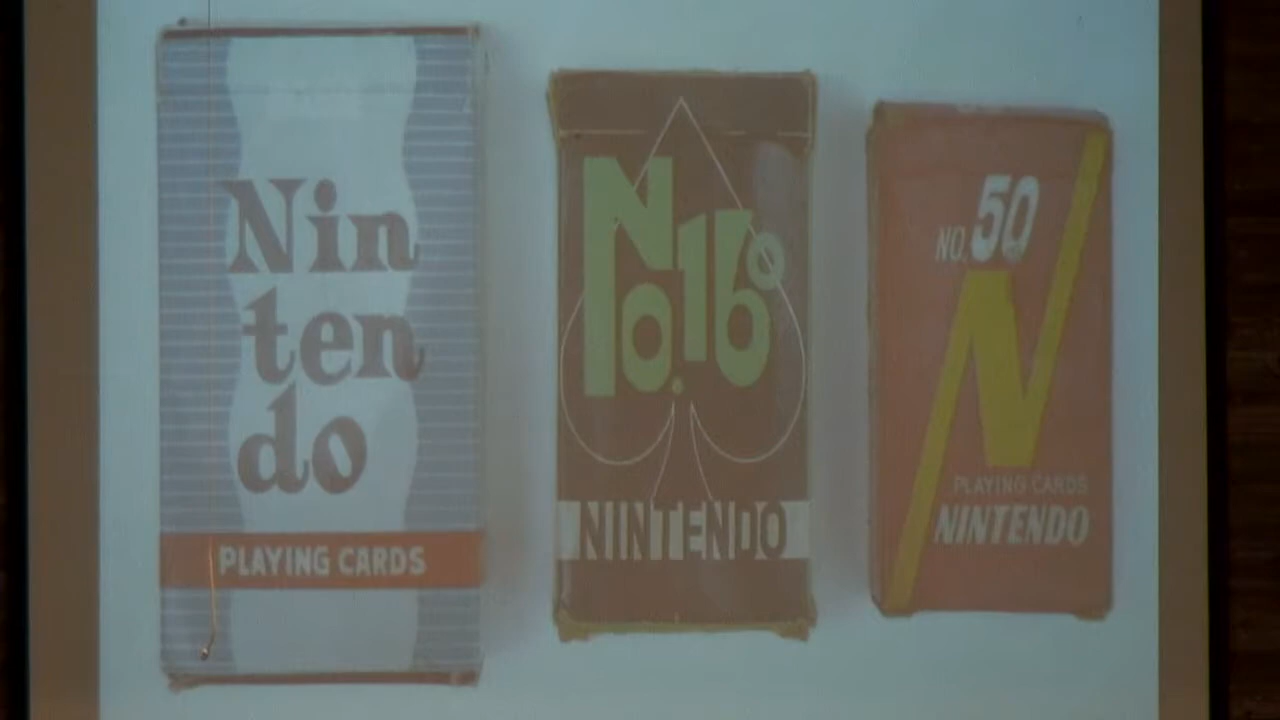 Nin
ten
do
PLAYING CARDS
No.16
NINTENDO
NO. 50
N
PLAYING CARDS
NINTENDO